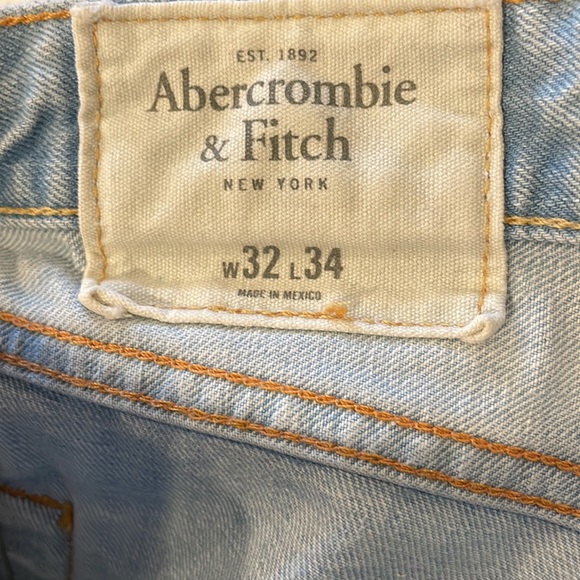 EST. 1892
Abercrombie
& Fitch
NEW YORK
W32 L34
MADE IN MEXICO